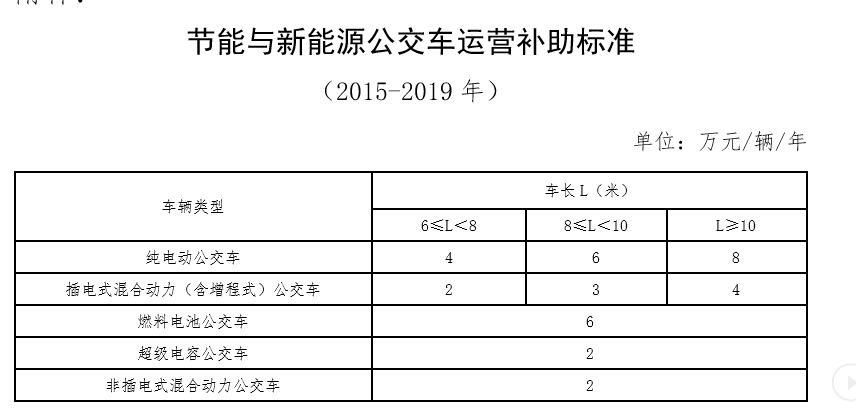 节能与新能源公交车运营补助标准
（2015-2019 年）
单位：万元/辆/年
车辆类型
车长 L（米）
6≤L＜8
8≤L＜10
L≥10
纯电动公交车
4
6
8
插电式混合动力（含增程式）公交车
2
3
4
燃料电池公交车
6
超级电容公交车
2
非插电式混合动力公交车
2